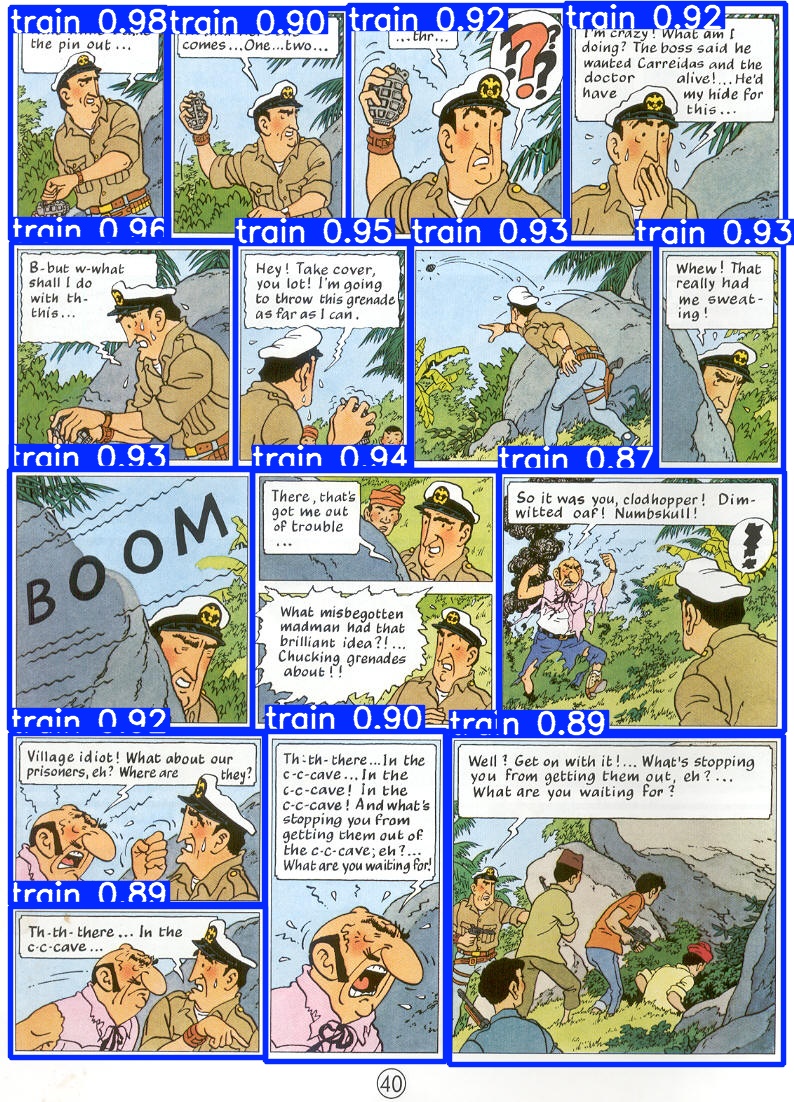 train 0.98
train 0.90
train 0.92
train 0.92
the pin out...
comes...One...two...
...thr...
???
I'm crazy! What am I
doing? The boss said he
wanted Carreidas and the
doctor alive!...He'd
have my hide for
this...
train 0.96
train 0.95
train 0.93
train 0.93
B-but w-what
shall I do
with th-
this...
Hey! Take cover,
you lot! I'm going
to throw this grenade
as far as I can.
Whew! That
really had
me sweat-
ing!
train 0.93
train 0.94
train 0.87
BOOM
There, that's
got me out
of trouble
...
What misbegotten
madman had that
brilliant idea?!...
Chucking grenades
about!!
So it was you, clodhopper! Dim-
witted oaf! Numbskull!
!
train 0.92
train 0.90
train 0.89
Village idiot! What about our
prisoners, eh? Where are they?
train 0.89
Th-th-there... In the
c-c-cave...
Th-th-there...In the
c-c-cave...In the
c-c-cave! In the
c-c-cave! And what's
stopping you from
getting them out of
the c-c-cave; eh?...
What are you waiting for!
Well? Get on with it!... What's stopping
you from getting them out, eh?...
What are you waiting for?
40